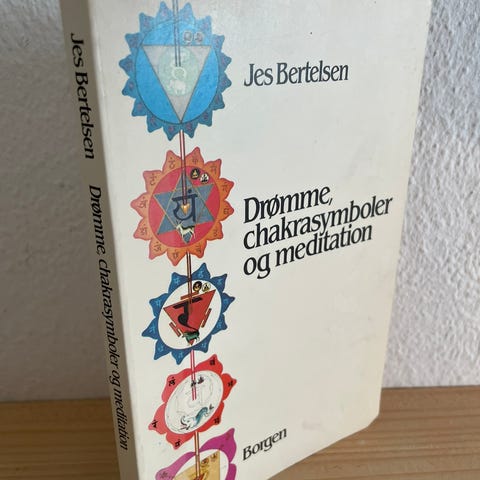 Jes Bertelsen
Drømme, chakrasymboler og meditation
Jes Bertelsen
Drømme,
chakrasymboler
og meditation
Borgen